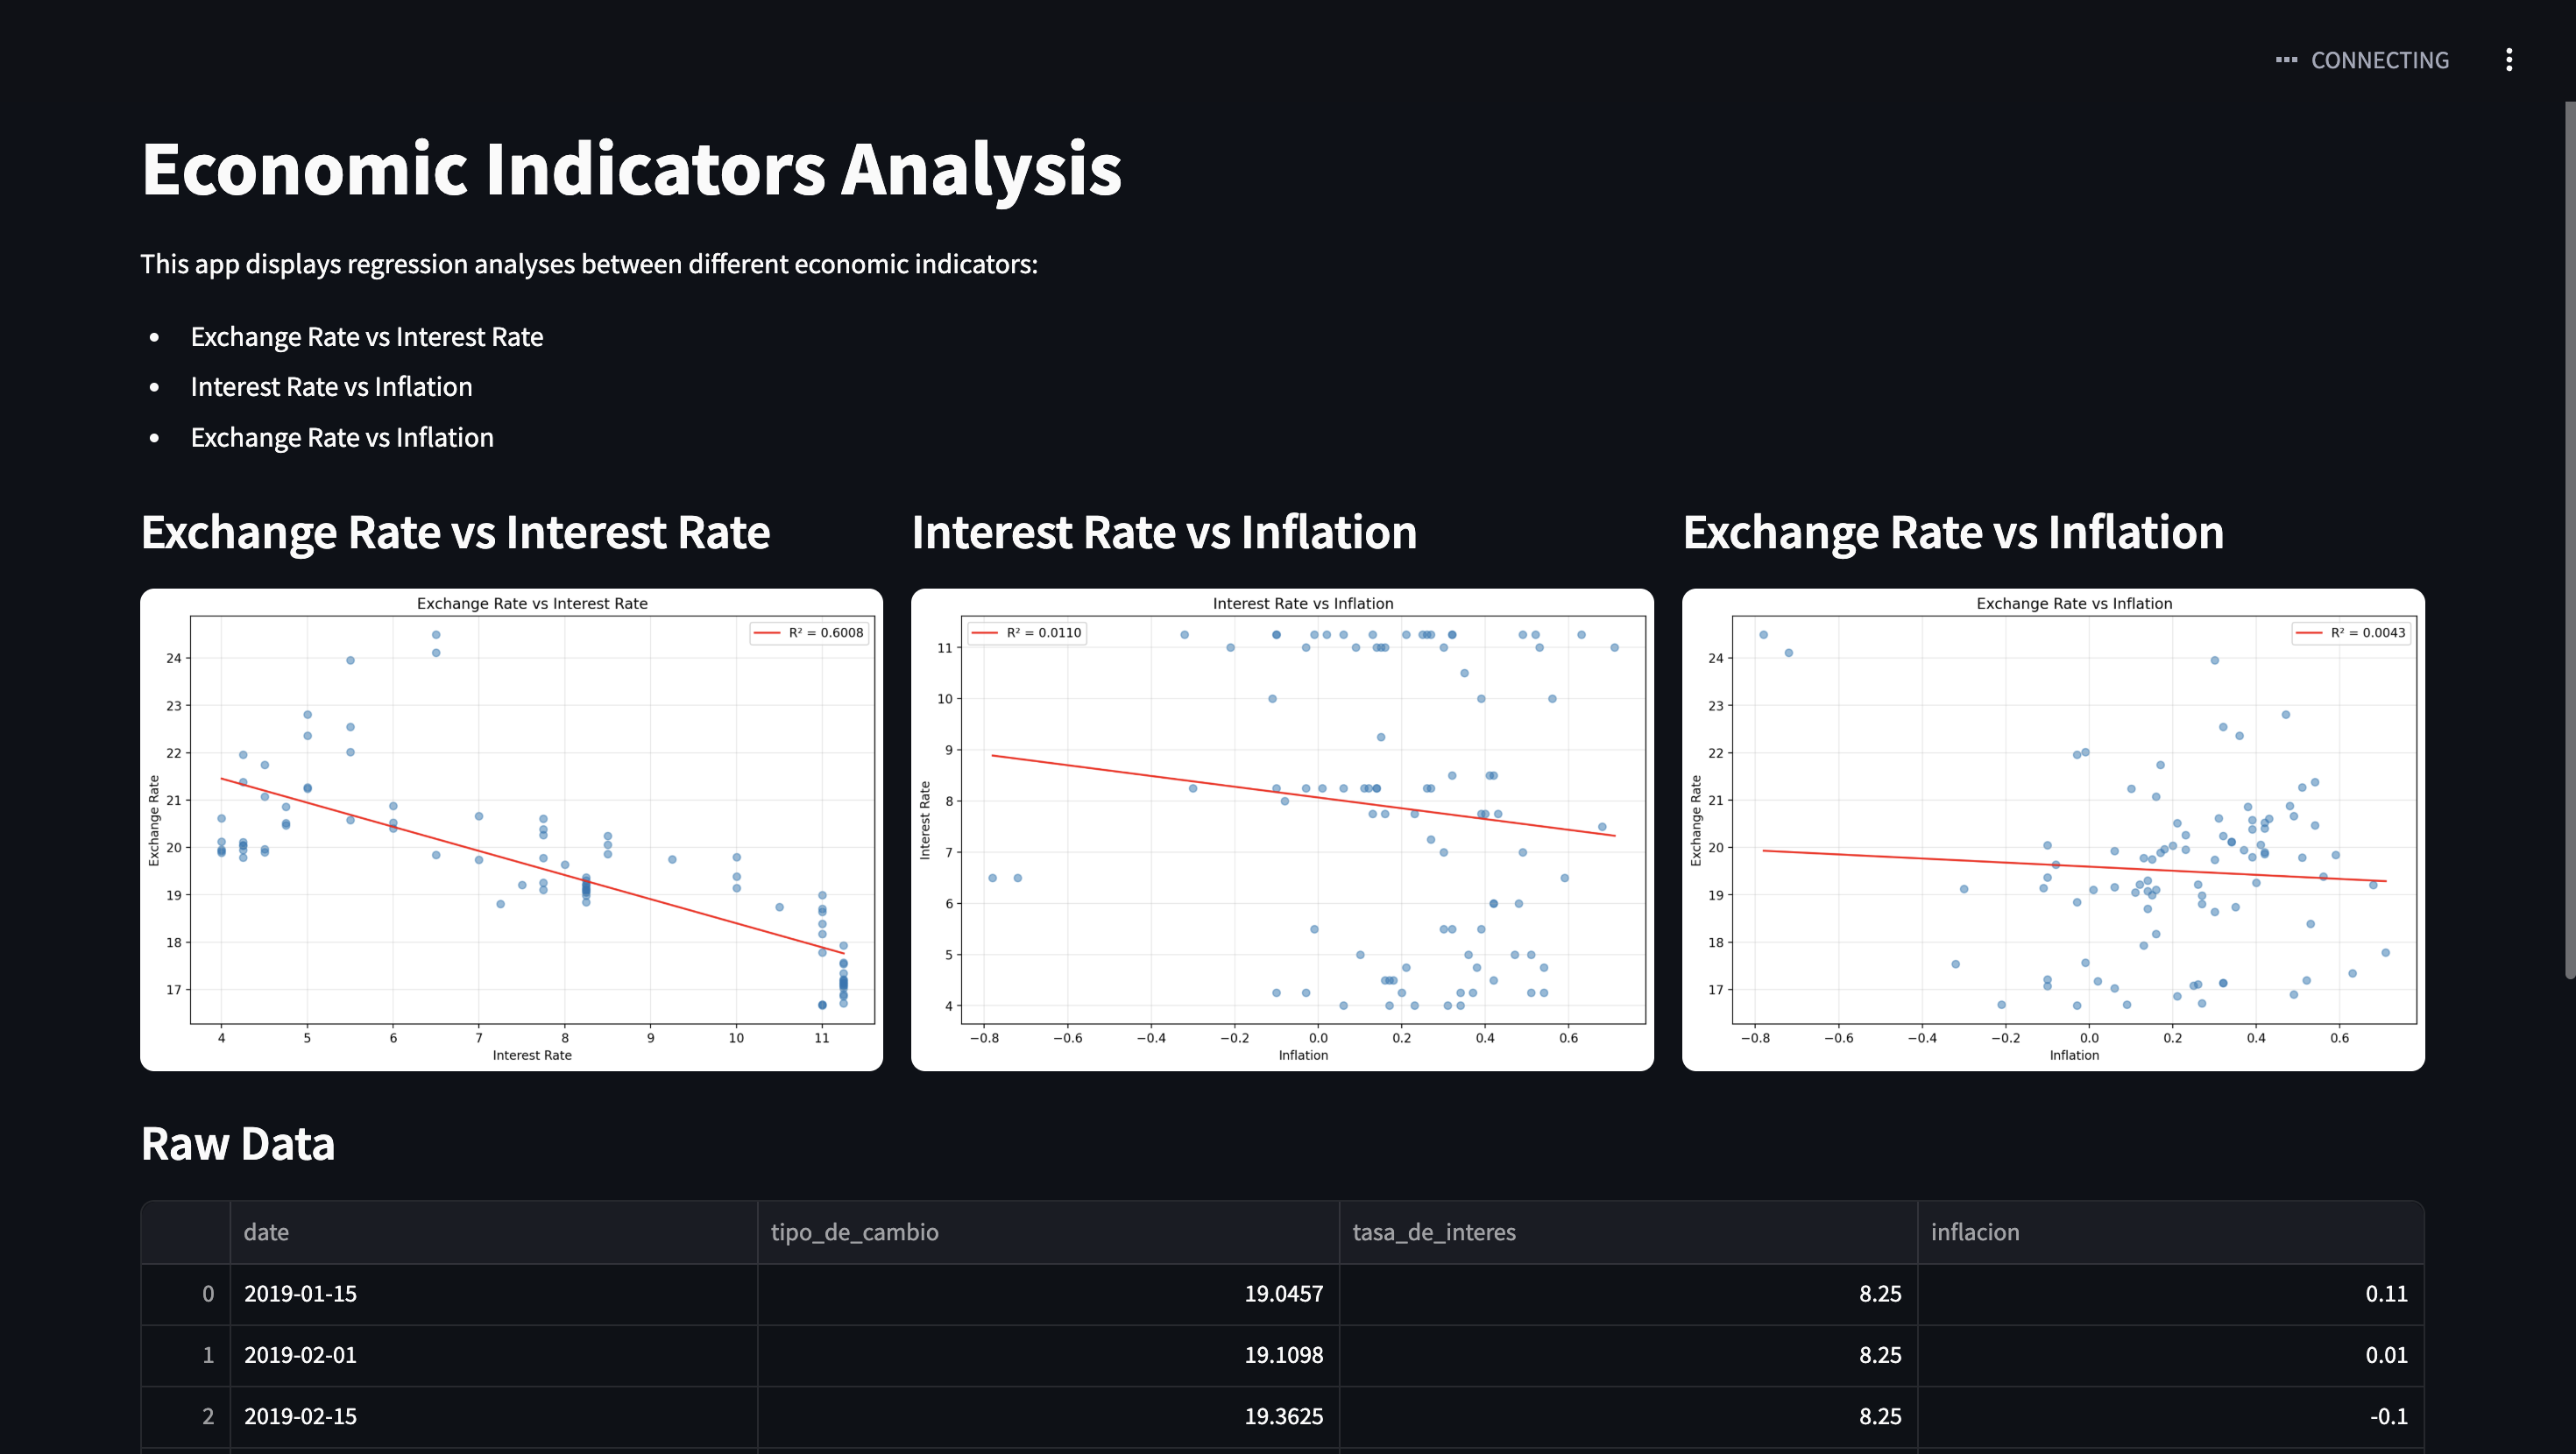 CONNECTING
Economic Indicators Analysis
This app displays regression analyses between different economic indicators:
• Exchange Rate vs Interest Rate
• Interest Rate vs Inflation
• Exchange Rate vs Inflation
Exchange Rate vs Interest Rate
Exchange Rate vs Interest Rate
R² = 0.6008
24
23
22
21
20
19
18
17
Exchange Rate
4 5 6 7 8 9 10 11
Interest Rate
Interest Rate vs Inflation
Interest Rate vs Inflation
R² = 0.0110
11
10
9
8
7
6
5
4
Interest Rate
−0.8 −0.6 −0.4 −0.2 0.0 0.2 0.4 0.6
Inflation
Exchange Rate vs Inflation
Exchange Rate vs Inflation
R² = 0.0043
24
23
22
21
20
19
18
17
Exchange Rate
−0.8 −0.6 −0.4 −0.2 0.0 0.2 0.4 0.6
Inflation
Raw Data
date tipo_de_cambio tasa_de_interes inflacion
0 2019-01-15 19.0457 8.25 0.11
1 2019-02-01 19.1098 8.25 0.01
2 2019-02-15 19.3625 8.25 -0.1